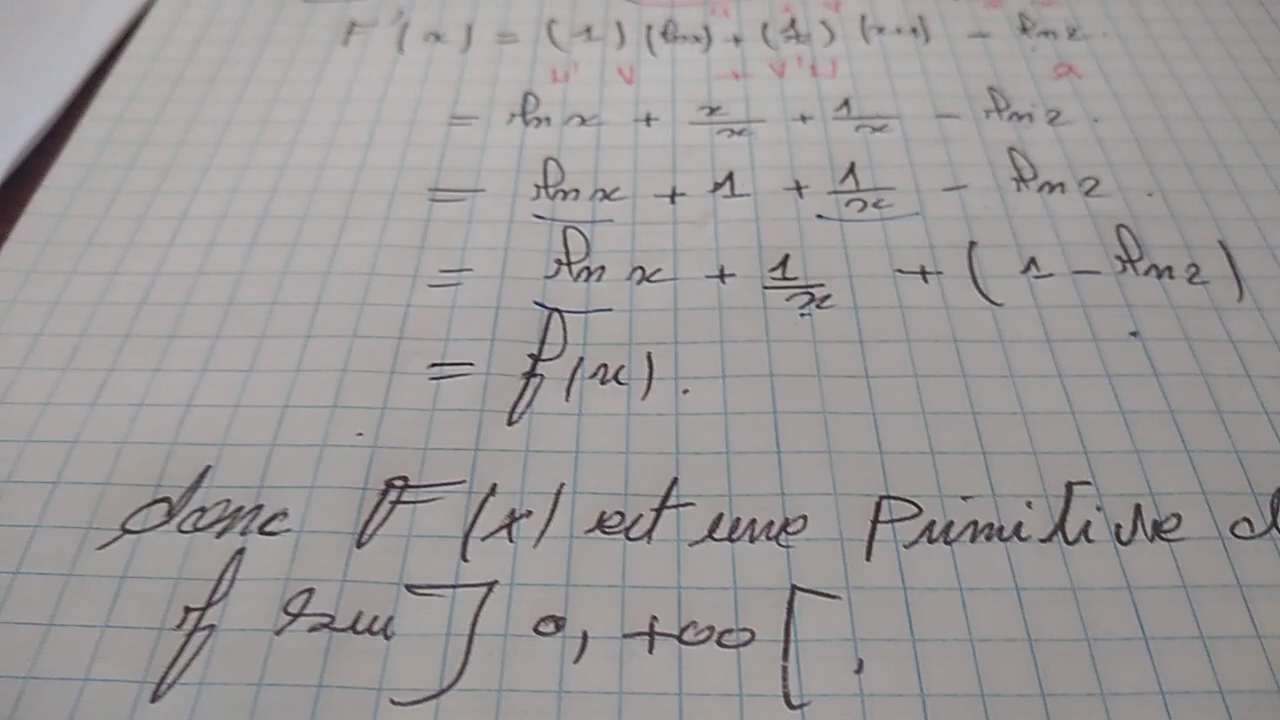 F'(x) = (1)(ln x) + (1/x)(x+1) - ln 2.
u' v + v'u a
= ln x + x/x + 1/x - ln 2.
= ln x + 1 + 1/x - ln 2.
= ln x + 1/x + (1 - ln 2)
= f(x).
donc F(x) est une Primitive d
f sur ]0, +∞[,